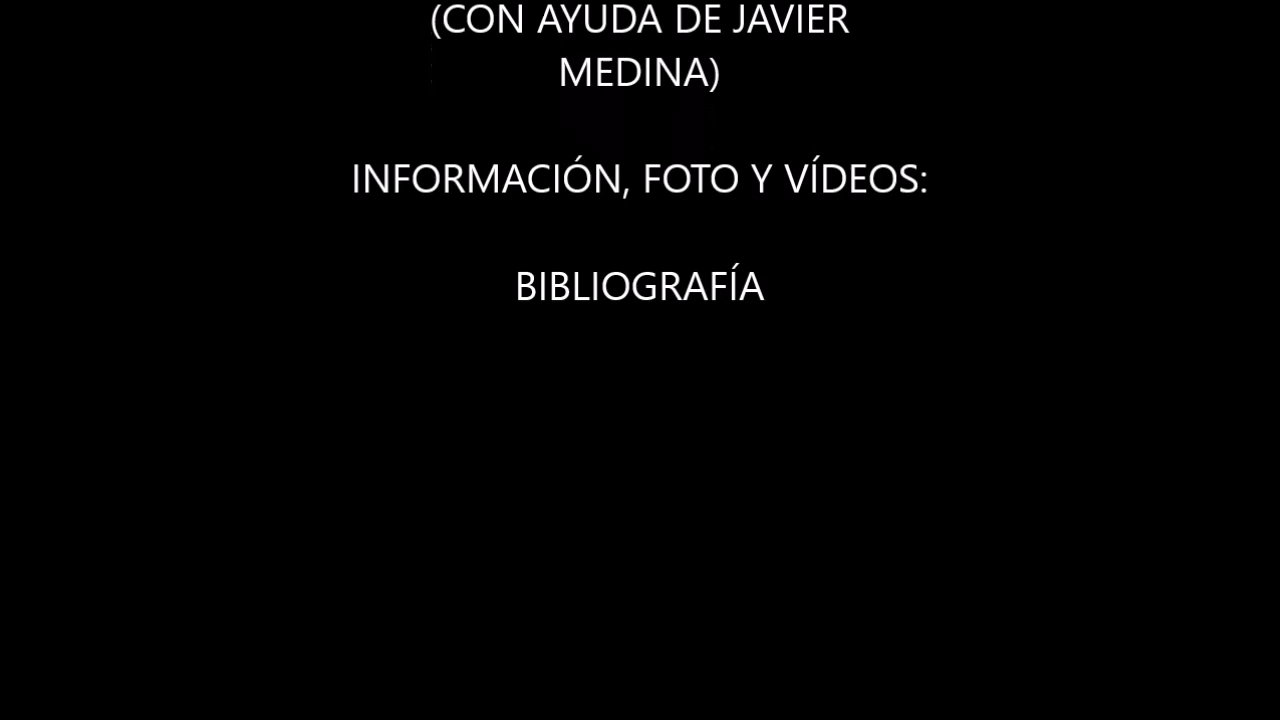 (CON AYUDA DE JAVIER
MEDINA)
INFORMACIÓN, FOTO Y VÍDEOS:
BIBLIOGRAFÍA